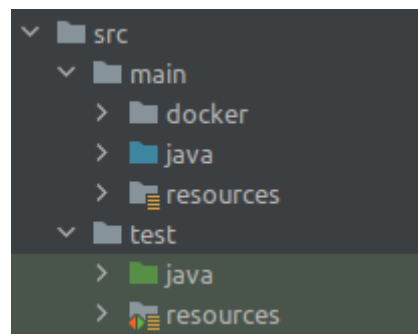 src
main
docker
java
resources
test
java
resources